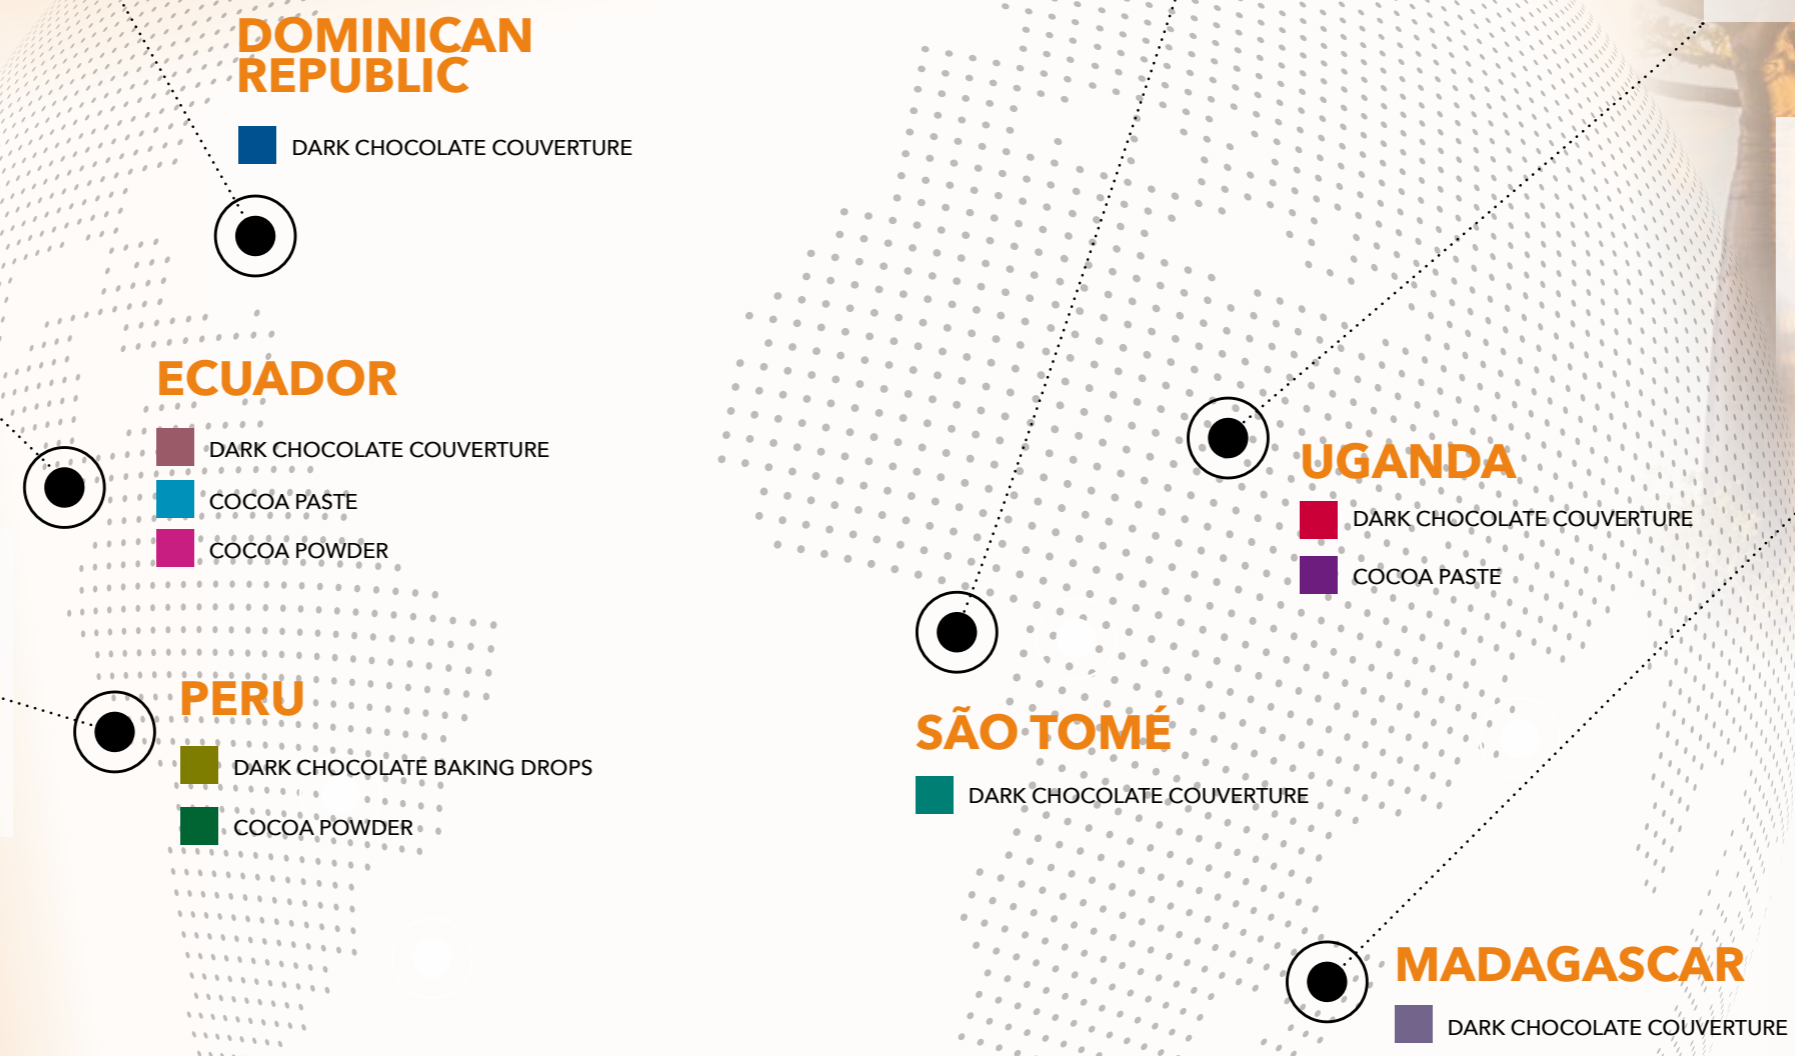 DOMINICAN
REPUBLIC
DARK CHOCOLATE COUVERTURE
ECUADOR
DARK CHOCOLATE COUVERTURE
COCOA PASTE
COCOA POWDER
PERU
DARK CHOCOLATE BAKING DROPS
COCOA POWDER
UGANDA
DARK CHOCOLATE COUVERTURE
COCOA PASTE
SÃO TOMÉ
DARK CHOCOLATE COUVERTURE
MADAGASCAR
DARK CHOCOLATE COUVERTURE